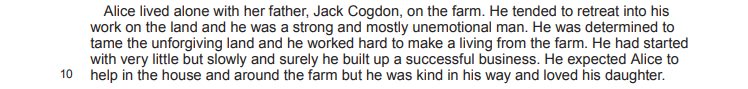 Alice lived alone with her father, Jack Cogdon, on the farm. He tended to retreat into his
work on the land and he was a strong and mostly unemotional man. He was determined to
tame the unforgiving land and he worked hard to make a living from the farm. He had started
with very little but slowly and surely he built up a successful business. He expected Alice to
10 help in the house and around the farm but he was kind in his way and loved his daughter.